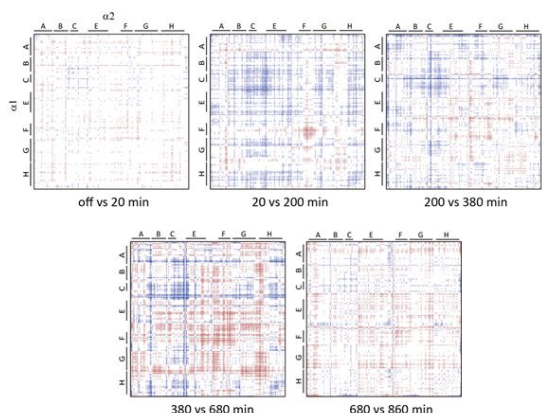 α2
A B C E F G H
A B C E F G H
A B C E F G H
α1
A
B
C
E
F
G
H
A
B
C
E
F
G
H
A
B
C
E
F
G
H
off vs 20 min
20 vs 200 min
200 vs 380 min
A B C E F G H
A B C E F G H
A
B
C
E
F
G
H
A
B
C
E
F
G
H
380 vs 680 min
680 vs 860 min